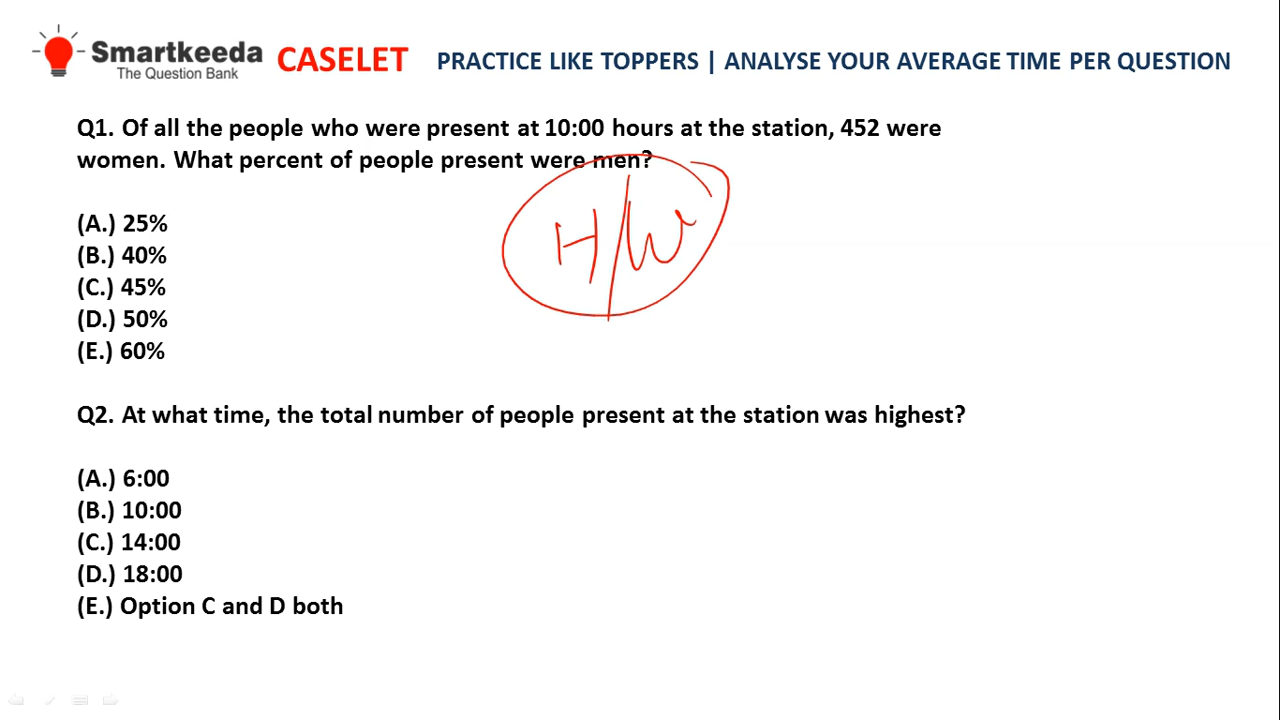 Smartkeeda
The Question Bank
CASELET
PRACTICE LIKE TOPPERS | ANALYSE YOUR AVERAGE TIME PER QUESTION
Q1. Of all the people who were present at 10:00 hours at the station, 452 were
women. What percent of people present were men?
H/W
(A.) 25%
(B.) 40%
(C.) 45%
(D.) 50%
(E.) 60%
Q2. At what time, the total number of people present at the station was highest?
(A.) 6:00
(B.) 10:00
(C.) 14:00
(D.) 18:00
(E.) Option C and D both